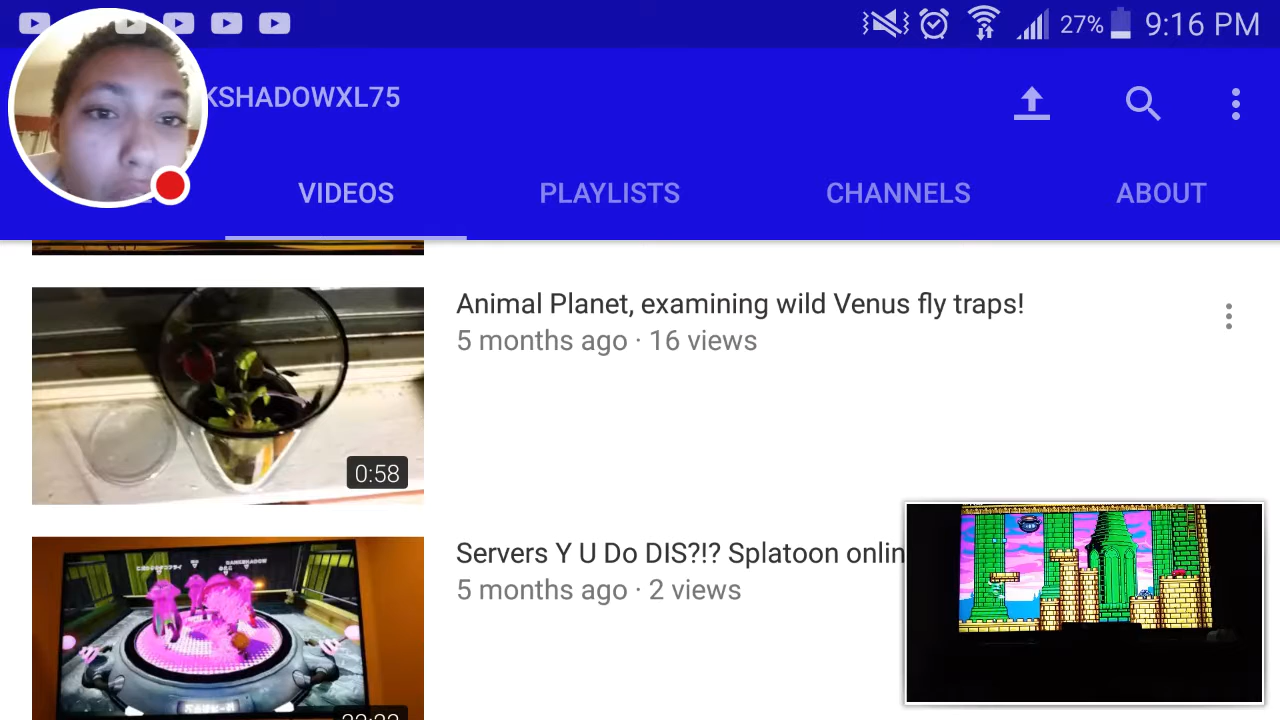 27% 9:16 PM
KSHADOWXL75
VIDEOS PLAYLISTS CHANNELS ABOUT
Animal Planet, examining wild Venus fly traps!
5 months ago · 16 views
0:58
Servers Y U Do DIS?!? Splatoon onlin
5 months ago · 2 views